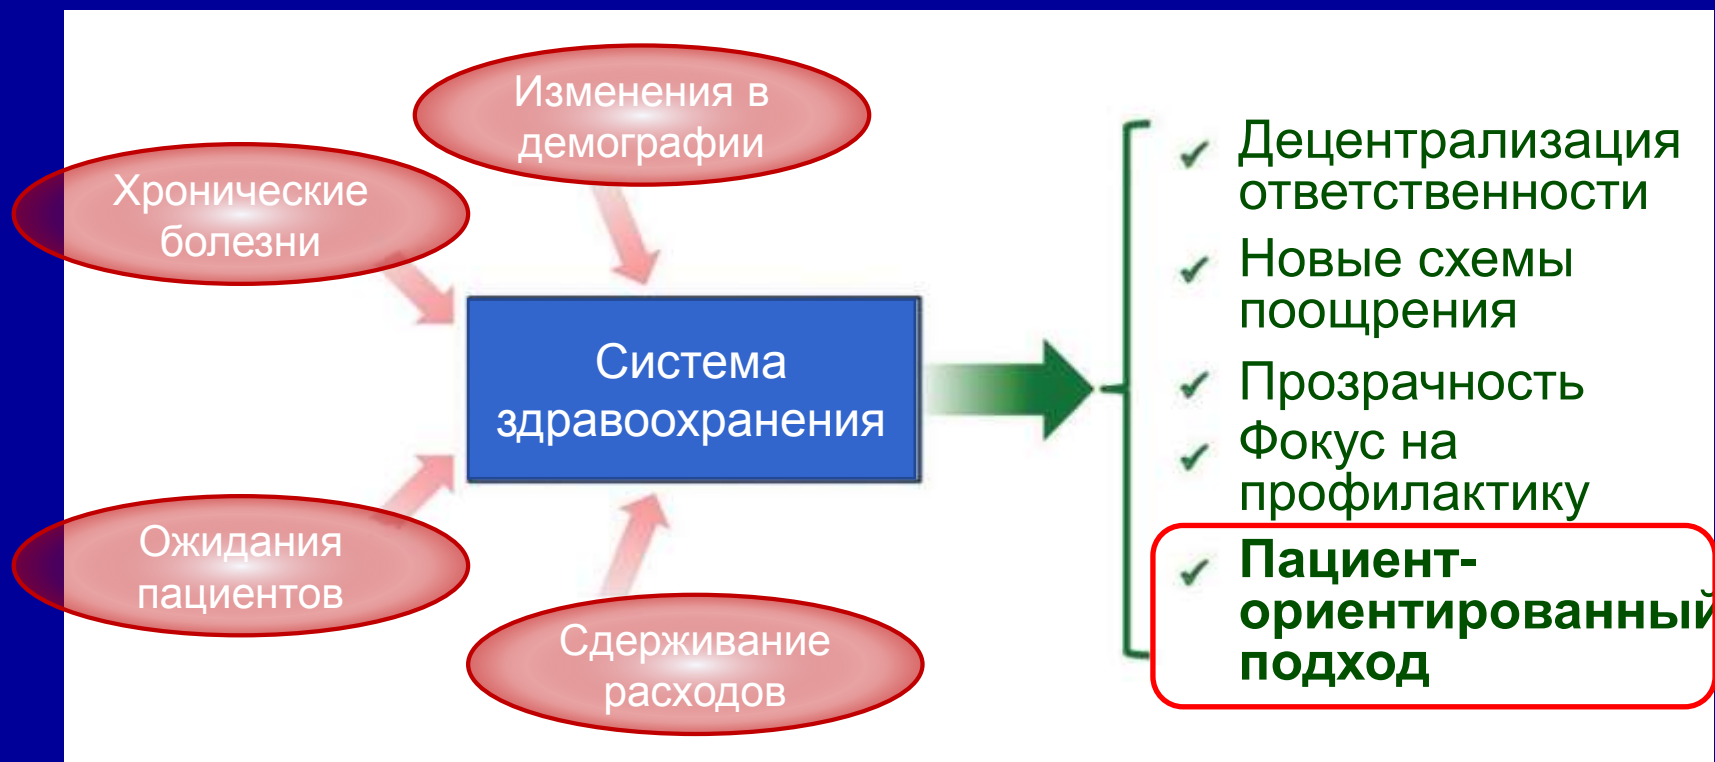 Изменения в
демографии
Хронические
болезни
Система
здравоохранения
Ожидания
пациентов
Сдерживание
расходов
Децентрализация
ответственности
Новые схемы
поощрения
Прозрачность
Фокус на
профилактику
Пациент-
ориентированный
подход